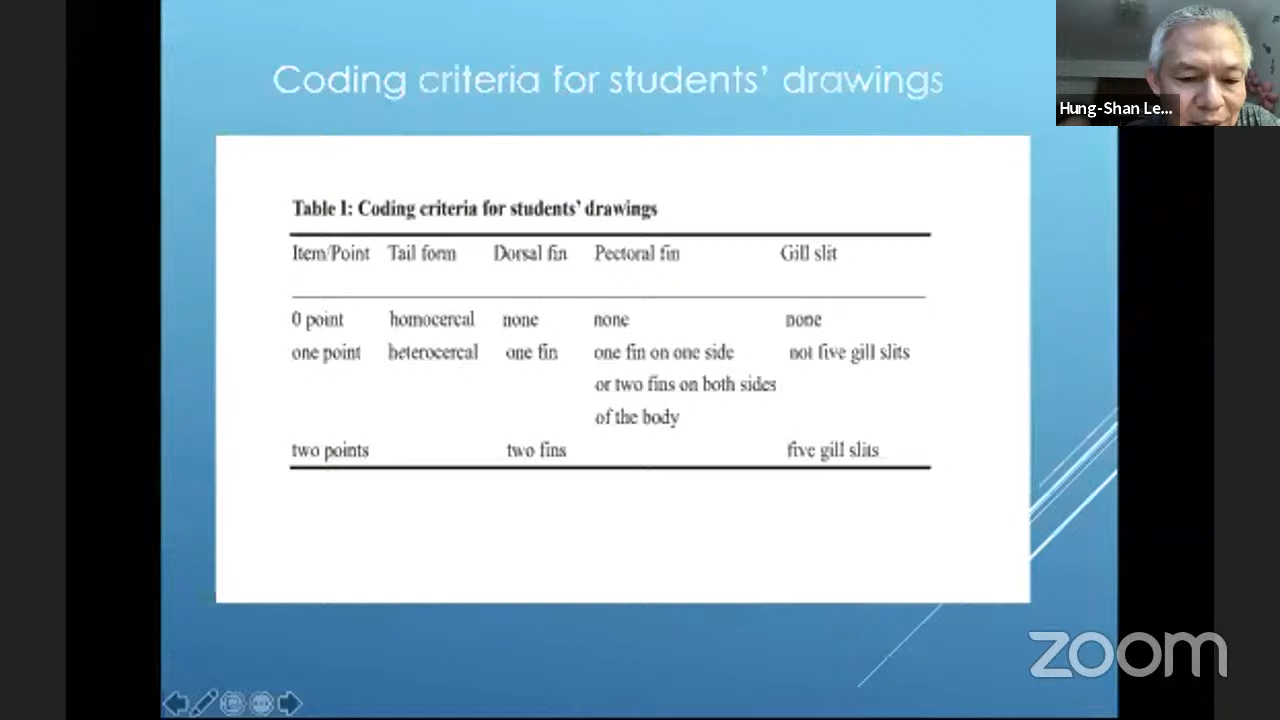 Coding criteria for students' drawings
Hung-Shan Le...
Table I: Coding criteria for students' drawings
Item/Point Tail form Dorsal fin Pectoral fin Gill slit
0 point homocercal none none none
one point heterocercal one fin one fin on one side not five gill slits
or two fins on both sides
of the body
two points two fins five gill slits
zoom